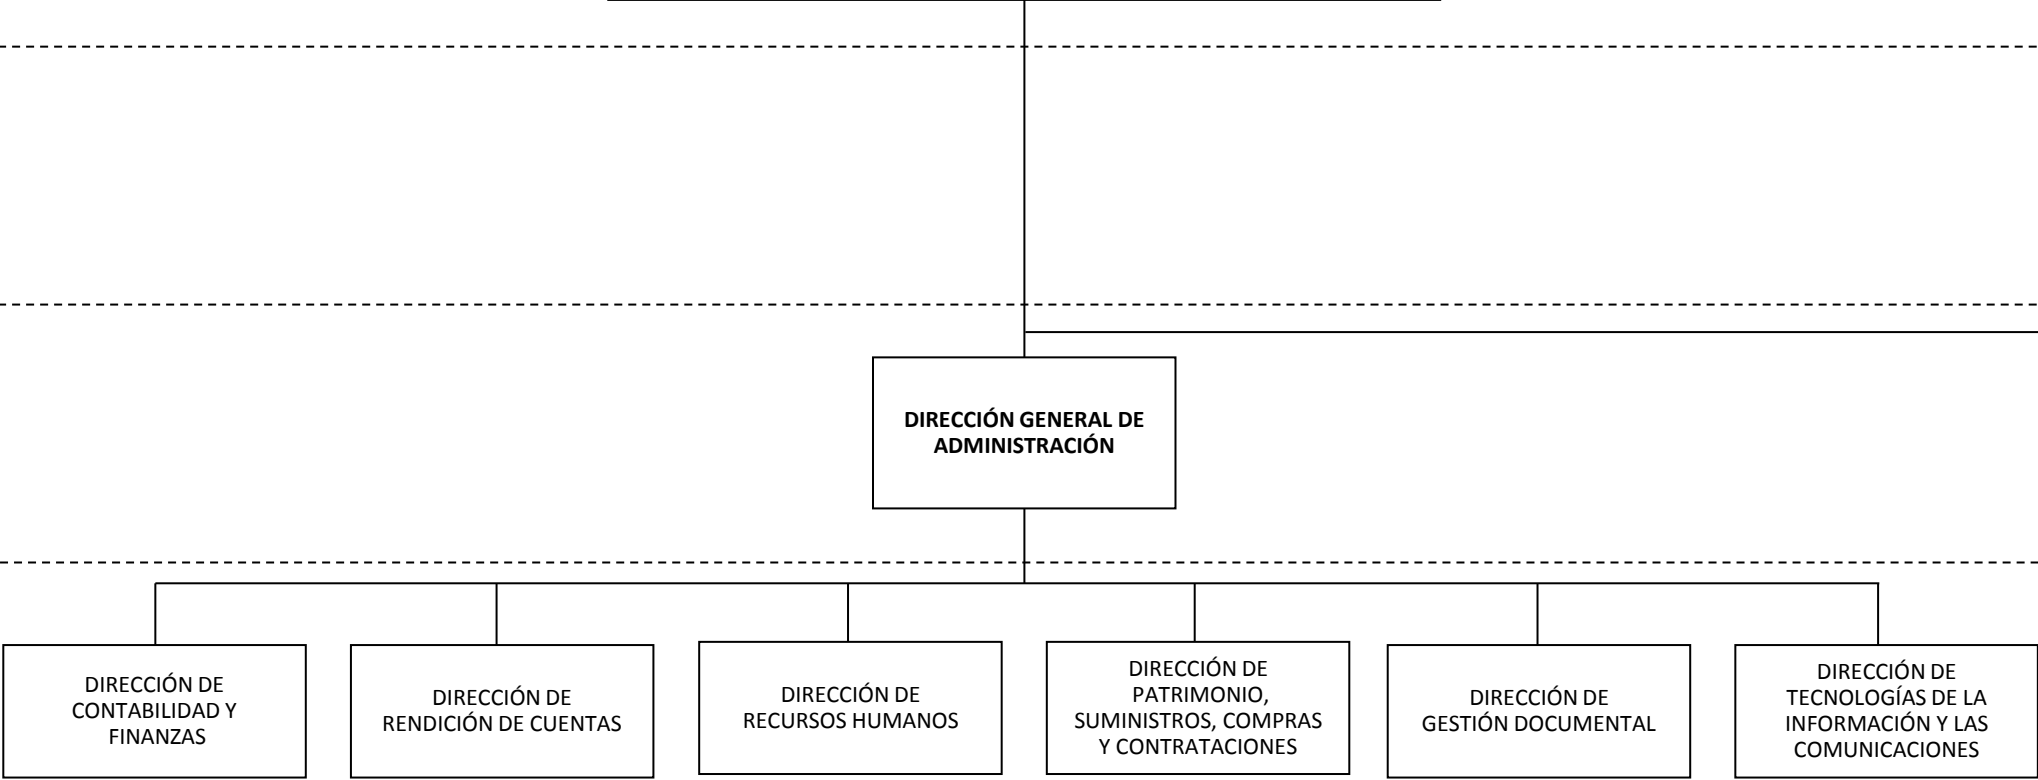 DIRECCIÓN GENERAL DE
ADMINISTRACIÓN
DIRECCIÓN DE
CONTABILIDAD Y
FINANZAS
DIRECCIÓN DE
RENDICIÓN DE CUENTAS
DIRECCIÓN DE
RECURSOS HUMANOS
DIRECCIÓN DE
PATRIMONIO,
SUMINISTROS, COMPRAS
Y CONTRATACIONES
DIRECCIÓN DE
GESTIÓN DOCUMENTAL
DIRECCIÓN DE
TECNOLOGÍAS DE LA
INFORMACIÓN Y LAS
COMUNICACIONES